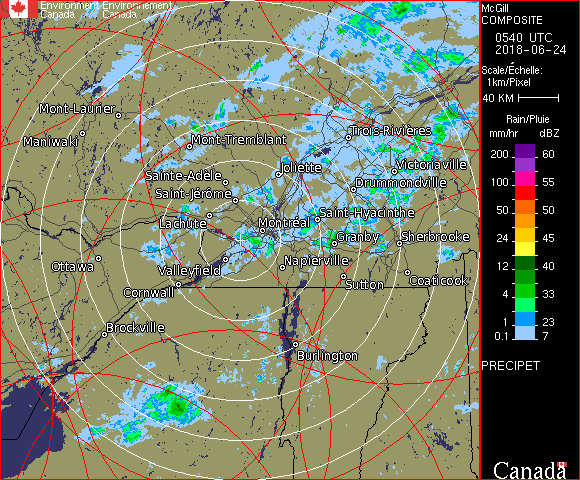 Environment Environnement
Canada Canada
McGill
COMPOSITE
0540 UTC
2018-06-24
Scale/Échelle:
1km/Pixel
40 KM
Rain/Pluie
mm/hr dBZ
200 60
100 55
50 50
24 45
12 40
4 33
1 23
0.1 7
PRECIPET
Canada
Mont-Laurier
Maniwaki
Mont-Tremblant
Trois-Rivières
Sainte-Adèle
Joliette
Victoriaville
Saint-Jérôme
Drummondville
Lachute
Montréal
Saint-Hyacinthe
Granby
Sherbrooke
Ottawa
Valleyfield
Napierville
Cornwall
Sutton
Coaticook
Brockville
Burlington